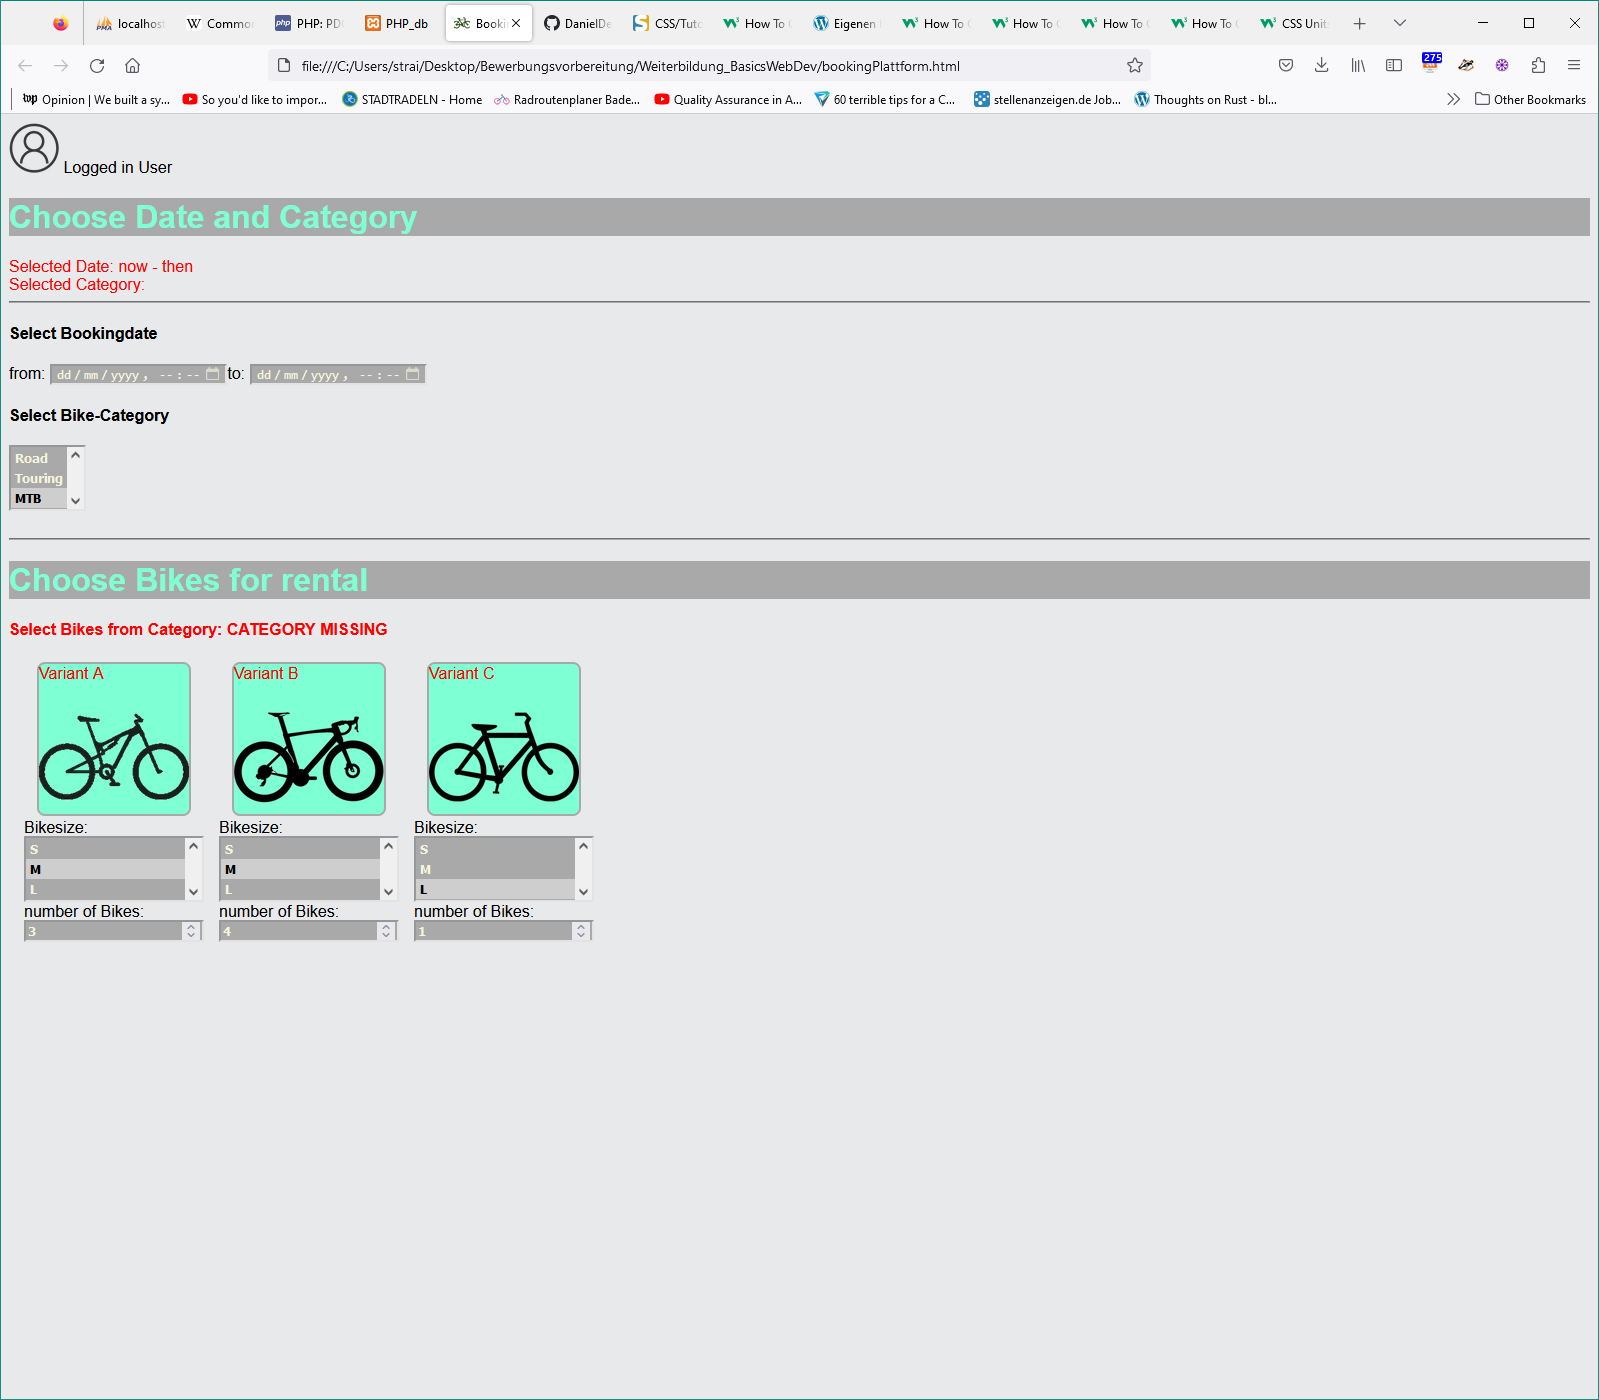 localhost
Common
PHP: PD
PHP_db
Bookin
DanielDe
CSS/Tuto
How To
Eigenen
How To
How To
How To
How To
CSS Unit
file:///C:/Users/strai/Desktop/Bewerbungsvorbereitung/Weiterbildung_BasicsWebDev/bookingPlattform.html
275
wp Opinion | We built a sy...
So you'd like to impor...
STADTRADELN - Home
Radroutenplaner Bade...
Quality Assurance in A...
60 terrible tips for a C...
stellenanzeigen.de Job...
Thoughts on Rust - bl...
Other Bookmarks
Logged in User
Choose Date and Category
Selected Date: now - then
Selected Category:
Select Bookingdate
from: dd/mm/yyyy, --:-- to: dd/mm/yyyy, --:--
Select Bike-Category
Road
Touring
MTB
Choose Bikes for rental
Select Bikes from Category: CATEGORY MISSING
Variant A Variant B Variant C
Bikesize: Bikesize: Bikesize:
S S S
M M M
L L L
number of Bikes: number of Bikes: number of Bikes:
3 4 1